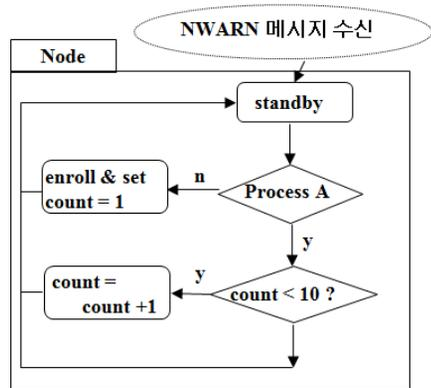 NWARN 메시지 수신
Node
standby
n
enroll & set
count = 1
Process A
y
y
count =
count +1
count < 10 ?